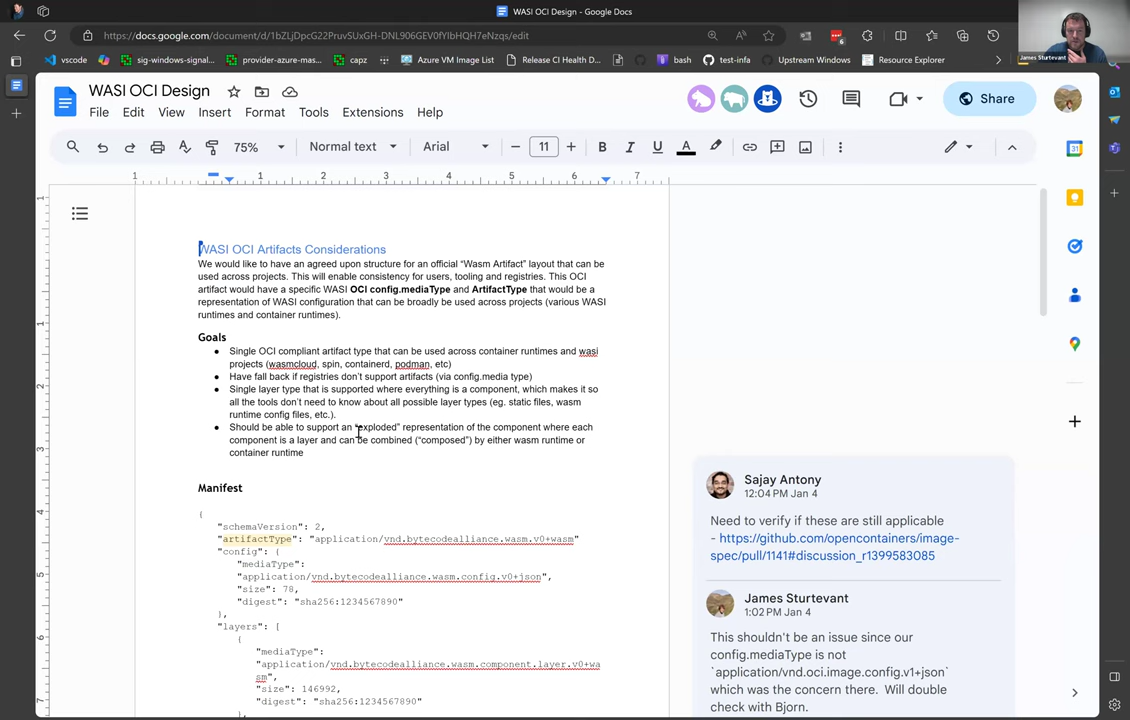 WASI OCI Design - Google Docs
https://docs.google.com/document/d/1bZLjDpcG22PruvSUxGH-DNL906GEV0fYIbHQH7eNzqs/edit
6
James Sturtevant
vscode
sig-windows-signal...
provider-azure-mas...
capz
Azure VM Image List
Release CI Health D...
bash
test-infa
Upstream Windows
Resource Explorer
WASI OCI Design
File Edit View Insert Format Tools Extensions Help
Share
75% Normal text Arial 11
1 1 2 3 4 5 6 7
WASI OCI Artifacts Considerations
We would like to have an agreed upon structure for an official “Wasm Artifact” layout that can be
used across projects. This will enable consistency for users, tooling and registries. This OCI
artifact would have a specific WASI OCI config.mediaType and ArtifactType that would be a
representation of WASI configuration that can be broadly be used across projects (various WASI
runtimes and container runtimes).
Goals
● Single OCI compliant artifact type that can be used across container runtimes and wasi
projects (wasmcloud, spin, containerd, podman, etc)
● Have fall back if registries don’t support artifacts (via config.media type)
● Single layer type that is supported where everything is a component, which makes it so
all the tools don’t need to know about all possible layer types (eg. static files, wasm
runtime config files, etc.).
● Should be able to support an “exploded” representation of the component where each
component is a layer and can be combined (“composed”) by either wasm runtime or
container runtime
Manifest
{
"schemaVersion": 2,
"artifactType": "application/vnd.bytecodealliance.wasm.v0+wasm"
"config": {
"mediaType":
"application/vnd.bytecodealliance.wasm.config.v0+json",
"size": 78,
"digest": "sha256:1234567890"
},
"layers": [
{
"mediaType":
"application/vnd.bytecodealliance.wasm.component.layer.v0+wa
sm",
"size": 146992,
"digest": "sha256:1234567890"
},
Sajay Antony
12:04 PM Jan 4
Need to verify if these are still applicable
- https://github.com/opencontainers/image-
spec/pull/1141#discussion_r1399583085
James Sturtevant
1:02 PM Jan 4
This shouldn't be an issue since our
config.mediaType is not
`application/vnd.oci.image.config.v1+json`
which was the concern there. Will double
check with Bjorn.